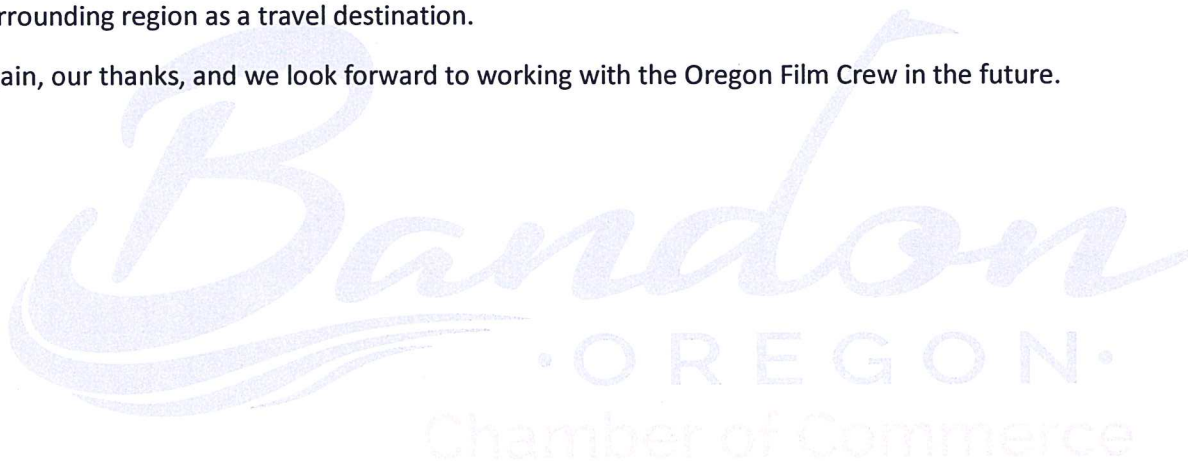 rrounding region as a travel destination.
ain, our thanks, and we look forward to working with the Oregon Film Crew in the future.
Bandon
·OREGON·
Chamber of Commerce